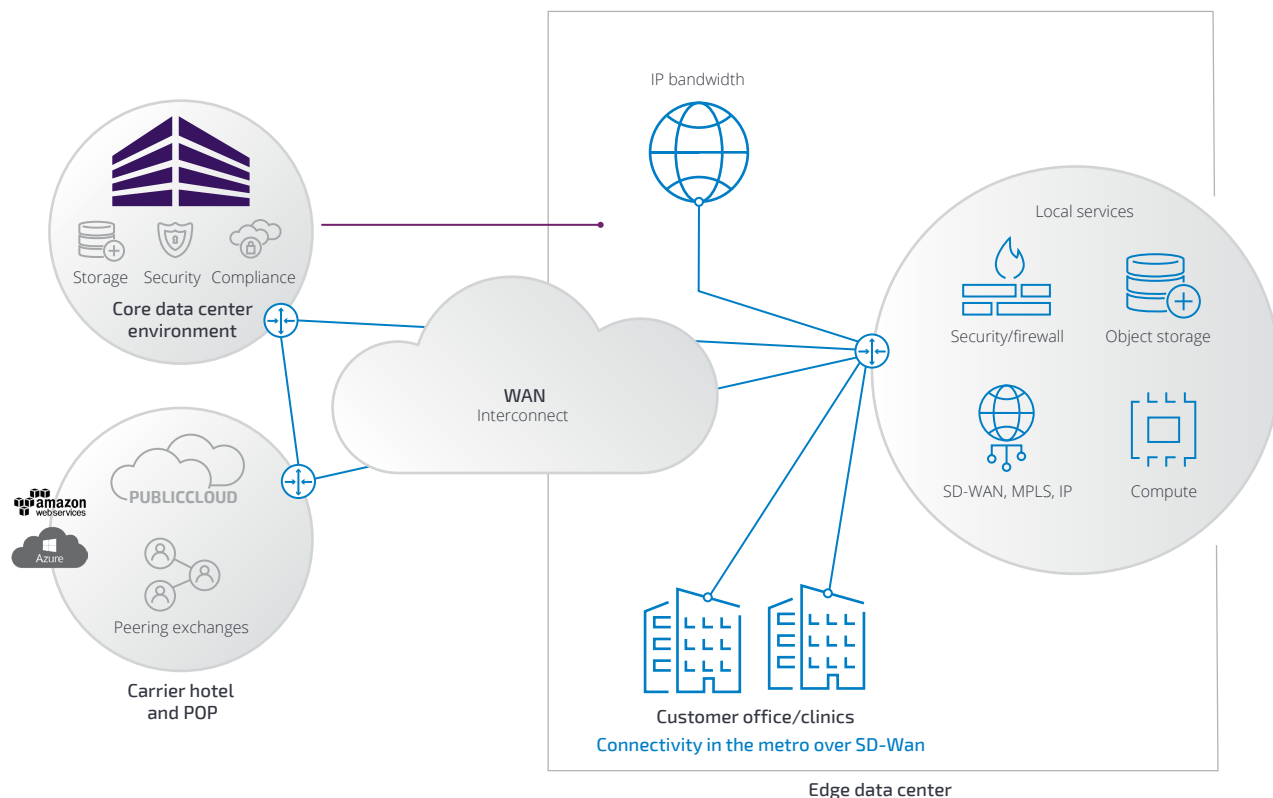 IP bandwidth
Storage
Security
Compliance
Core data center
environment
WAN
Interconnect
Local services
Security/firewall
Object storage
SD-WAN, MPLS, IP
Compute
PUBLICCLOUD
amazon
webservices
Azure
Peering exchanges
Carrier hotel
and POP
Customer office/clinics
Connectivity in the metro over SD-Wan
Edge data center